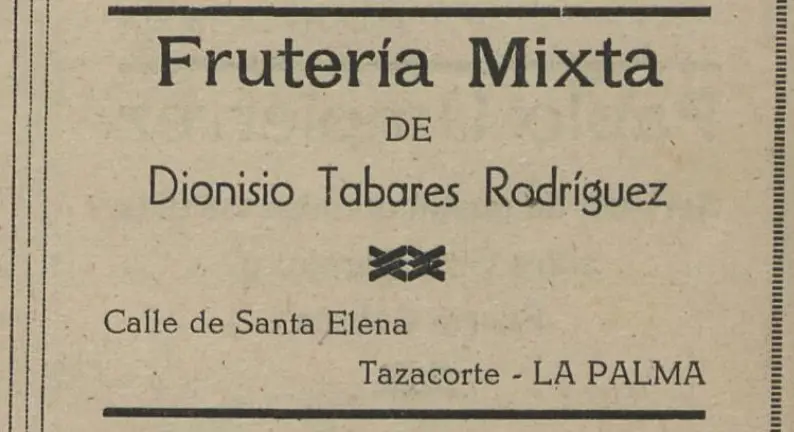 Frutería Mixta
DE
Dionisio Tabares Rodríguez
Calle de Santa Elena
Tazacorte - LA PALMA